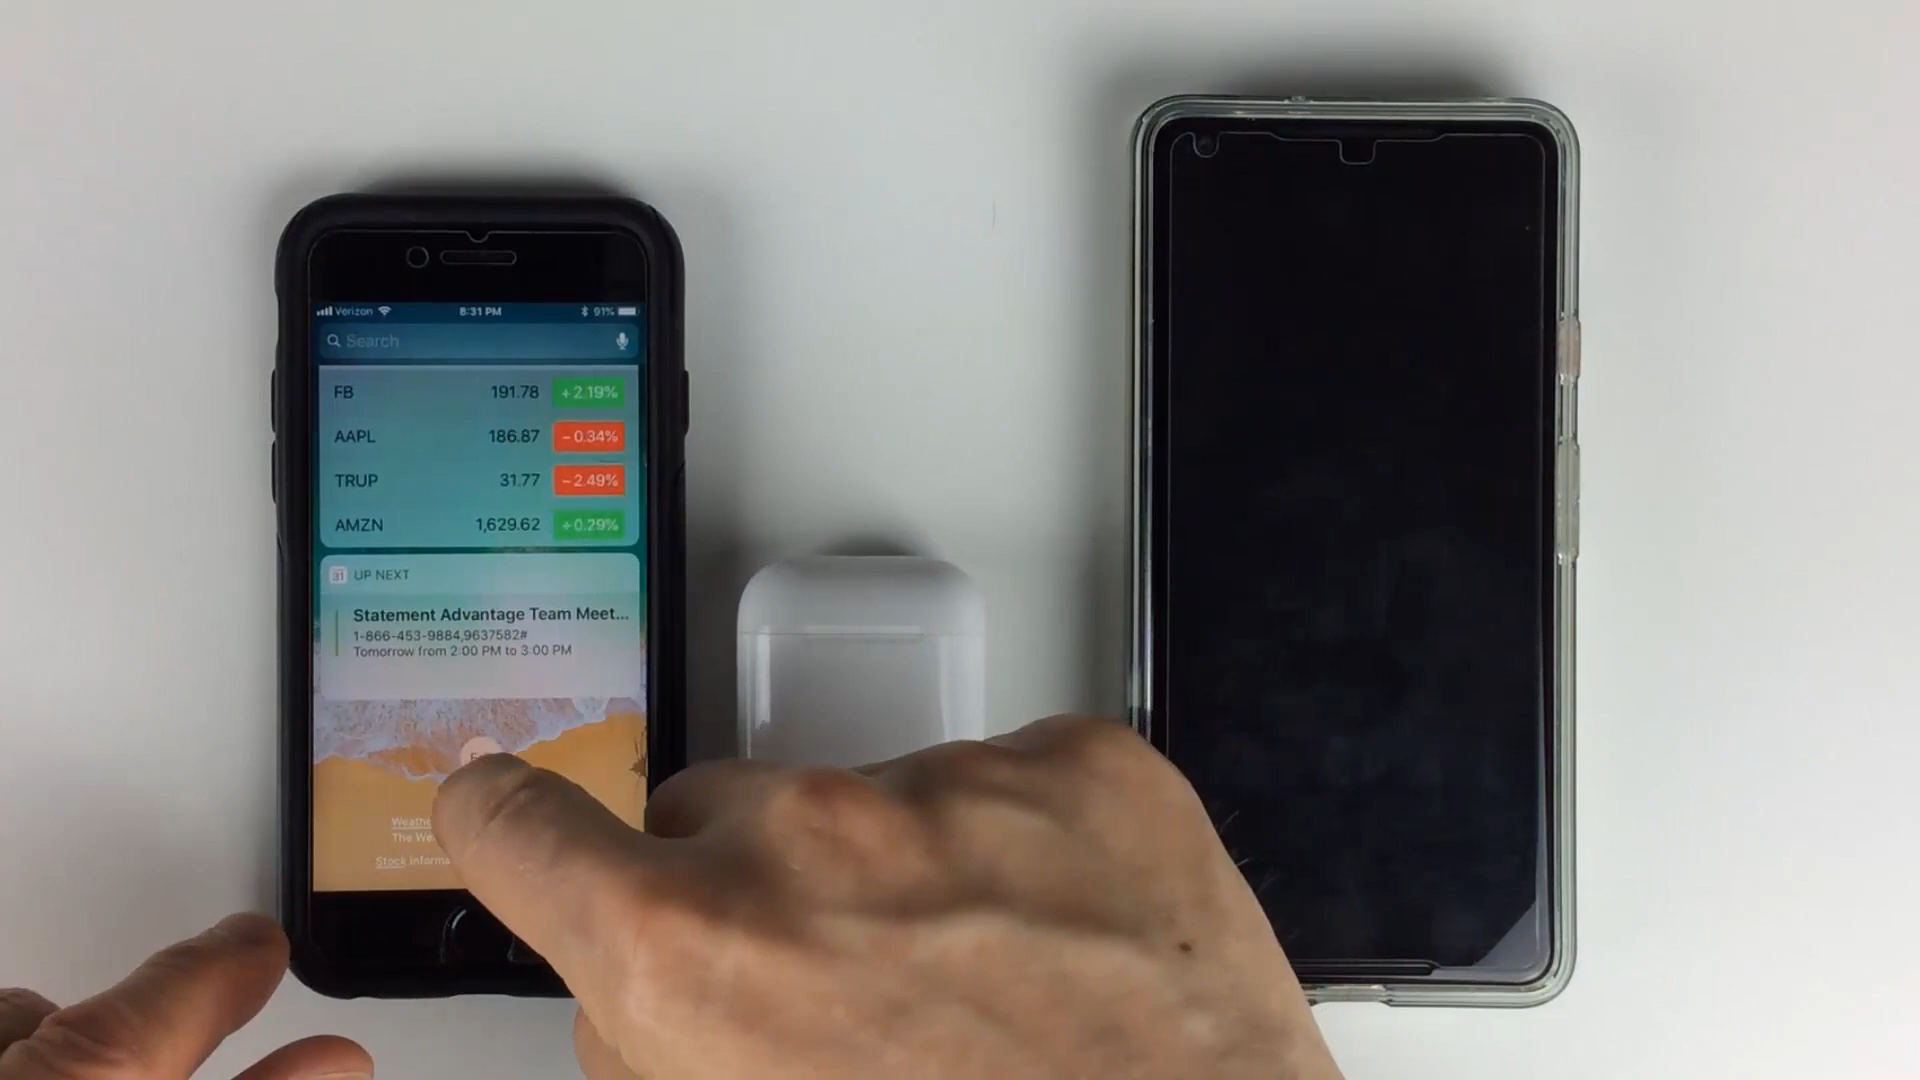 Verizon 8:31 PM 91%
Search
FB 191.78 +2.19%
AAPL 186.87 -0.34%
TRUP 31.77 -2.49%
AMZN 1,629.62 +0.29%
31 UP NEXT
Statement Advantage Team Meet...
1-866-453-9884,9637582#
Tomorrow from 2:00 PM to 3:00 PM
The
Stock